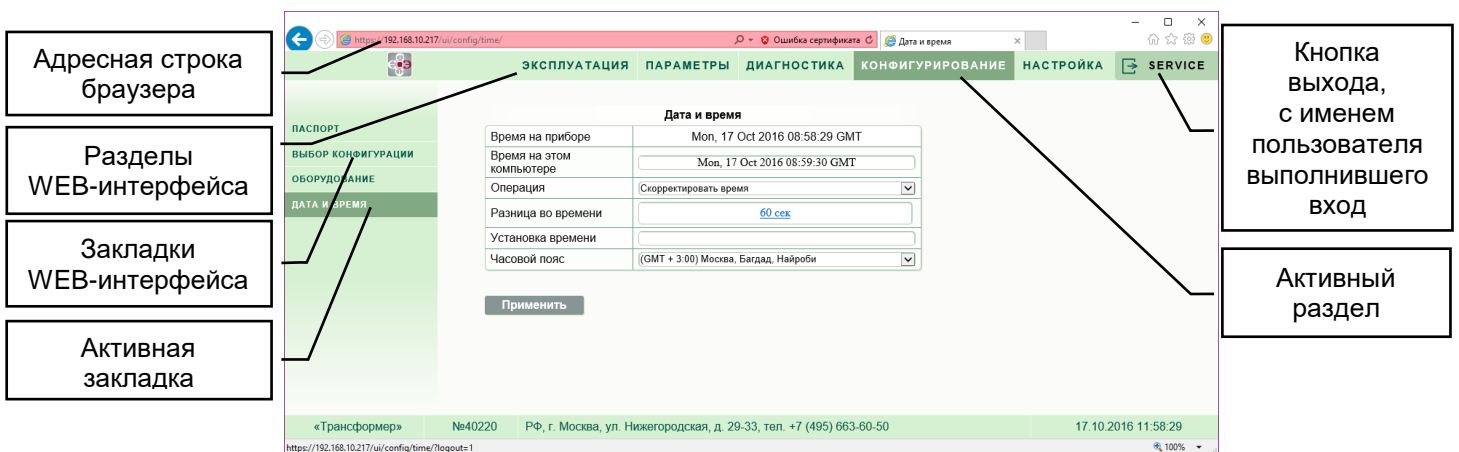 Адресная строка
браузера
Разделы
WEB-интерфейса
Закладки
WEB-интерфейса
Активная
закладка
https://192.168.10.217/ui/config/time/
Ошибка сертификата
Дата и время
ЭКСПЛУАТАЦИЯ ПАРАМЕТРЫ ДИАГНОСТИКА КОНФИГУРИРОВАНИЕ НАСТРОЙКА SERVICE
ПАСПОРТ
ВЫБОР КОНФИГУРАЦИИ
ОБОРУДОВАНИЕ
ДАТА И ВРЕМЯ
Дата и время
Время на приборе Mon, 17 Oct 2016 08:58:29 GMT
Время на этом
компьютере
Mon, 17 Oct 2016 08:59:30 GMT
Операция Скорректировать время
Разница во времени 60 сек
Установка времени
Часовой пояс (GMT + 3:00) Москва, Багдад, Найроби
Применить
«Трансформер» №40220 РФ, г. Москва, ул. Нижегородская, д. 29-33, тел. +7 (495) 663-60-50 17.10.2016 11:58:29
https://192.168.10.217/ui/config/time/?logout=1
100%
Кнопка
выхода,
с именем
пользователя
выполнившего
вход
Активный
раздел